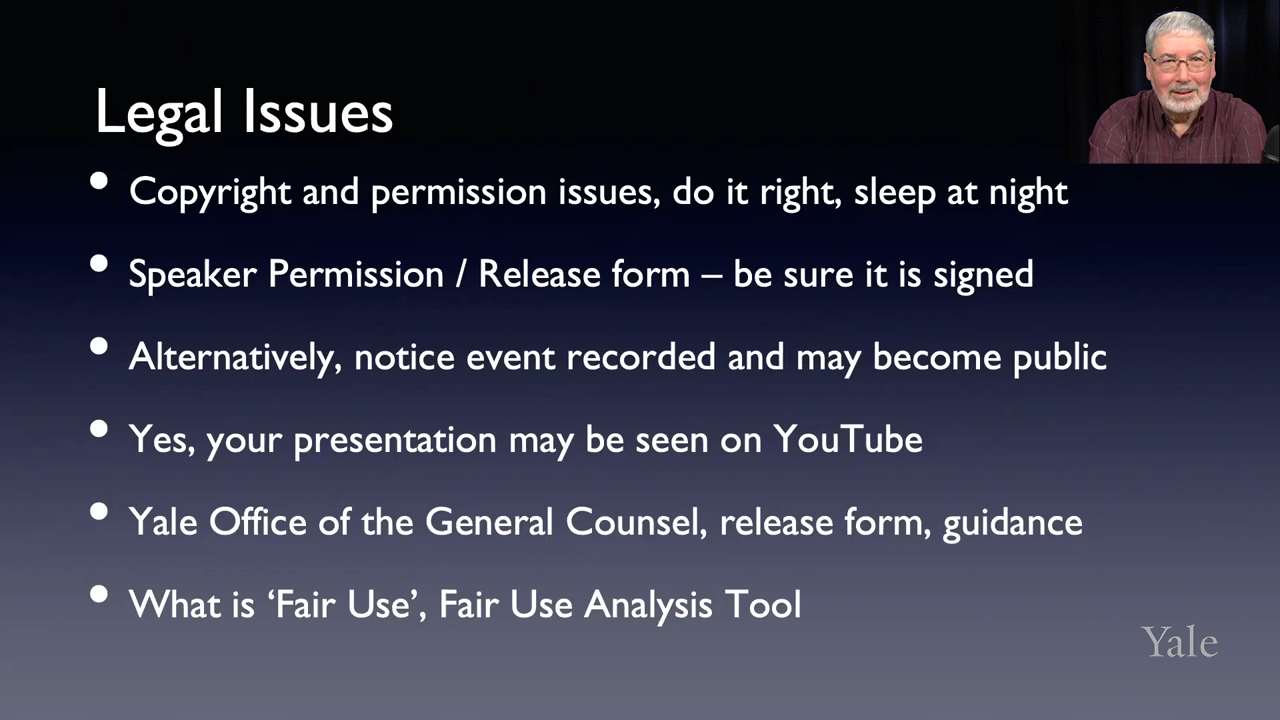 Legal Issues
• Copyright and permission issues, do it right, sleep at night
• Speaker Permission / Release form – be sure it is signed
• Alternatively, notice event recorded and may become public
• Yes, your presentation may be seen on YouTube
• Yale Office of the General Counsel, release form, guidance
• What is ‘Fair Use’, Fair Use Analysis Tool
Yale